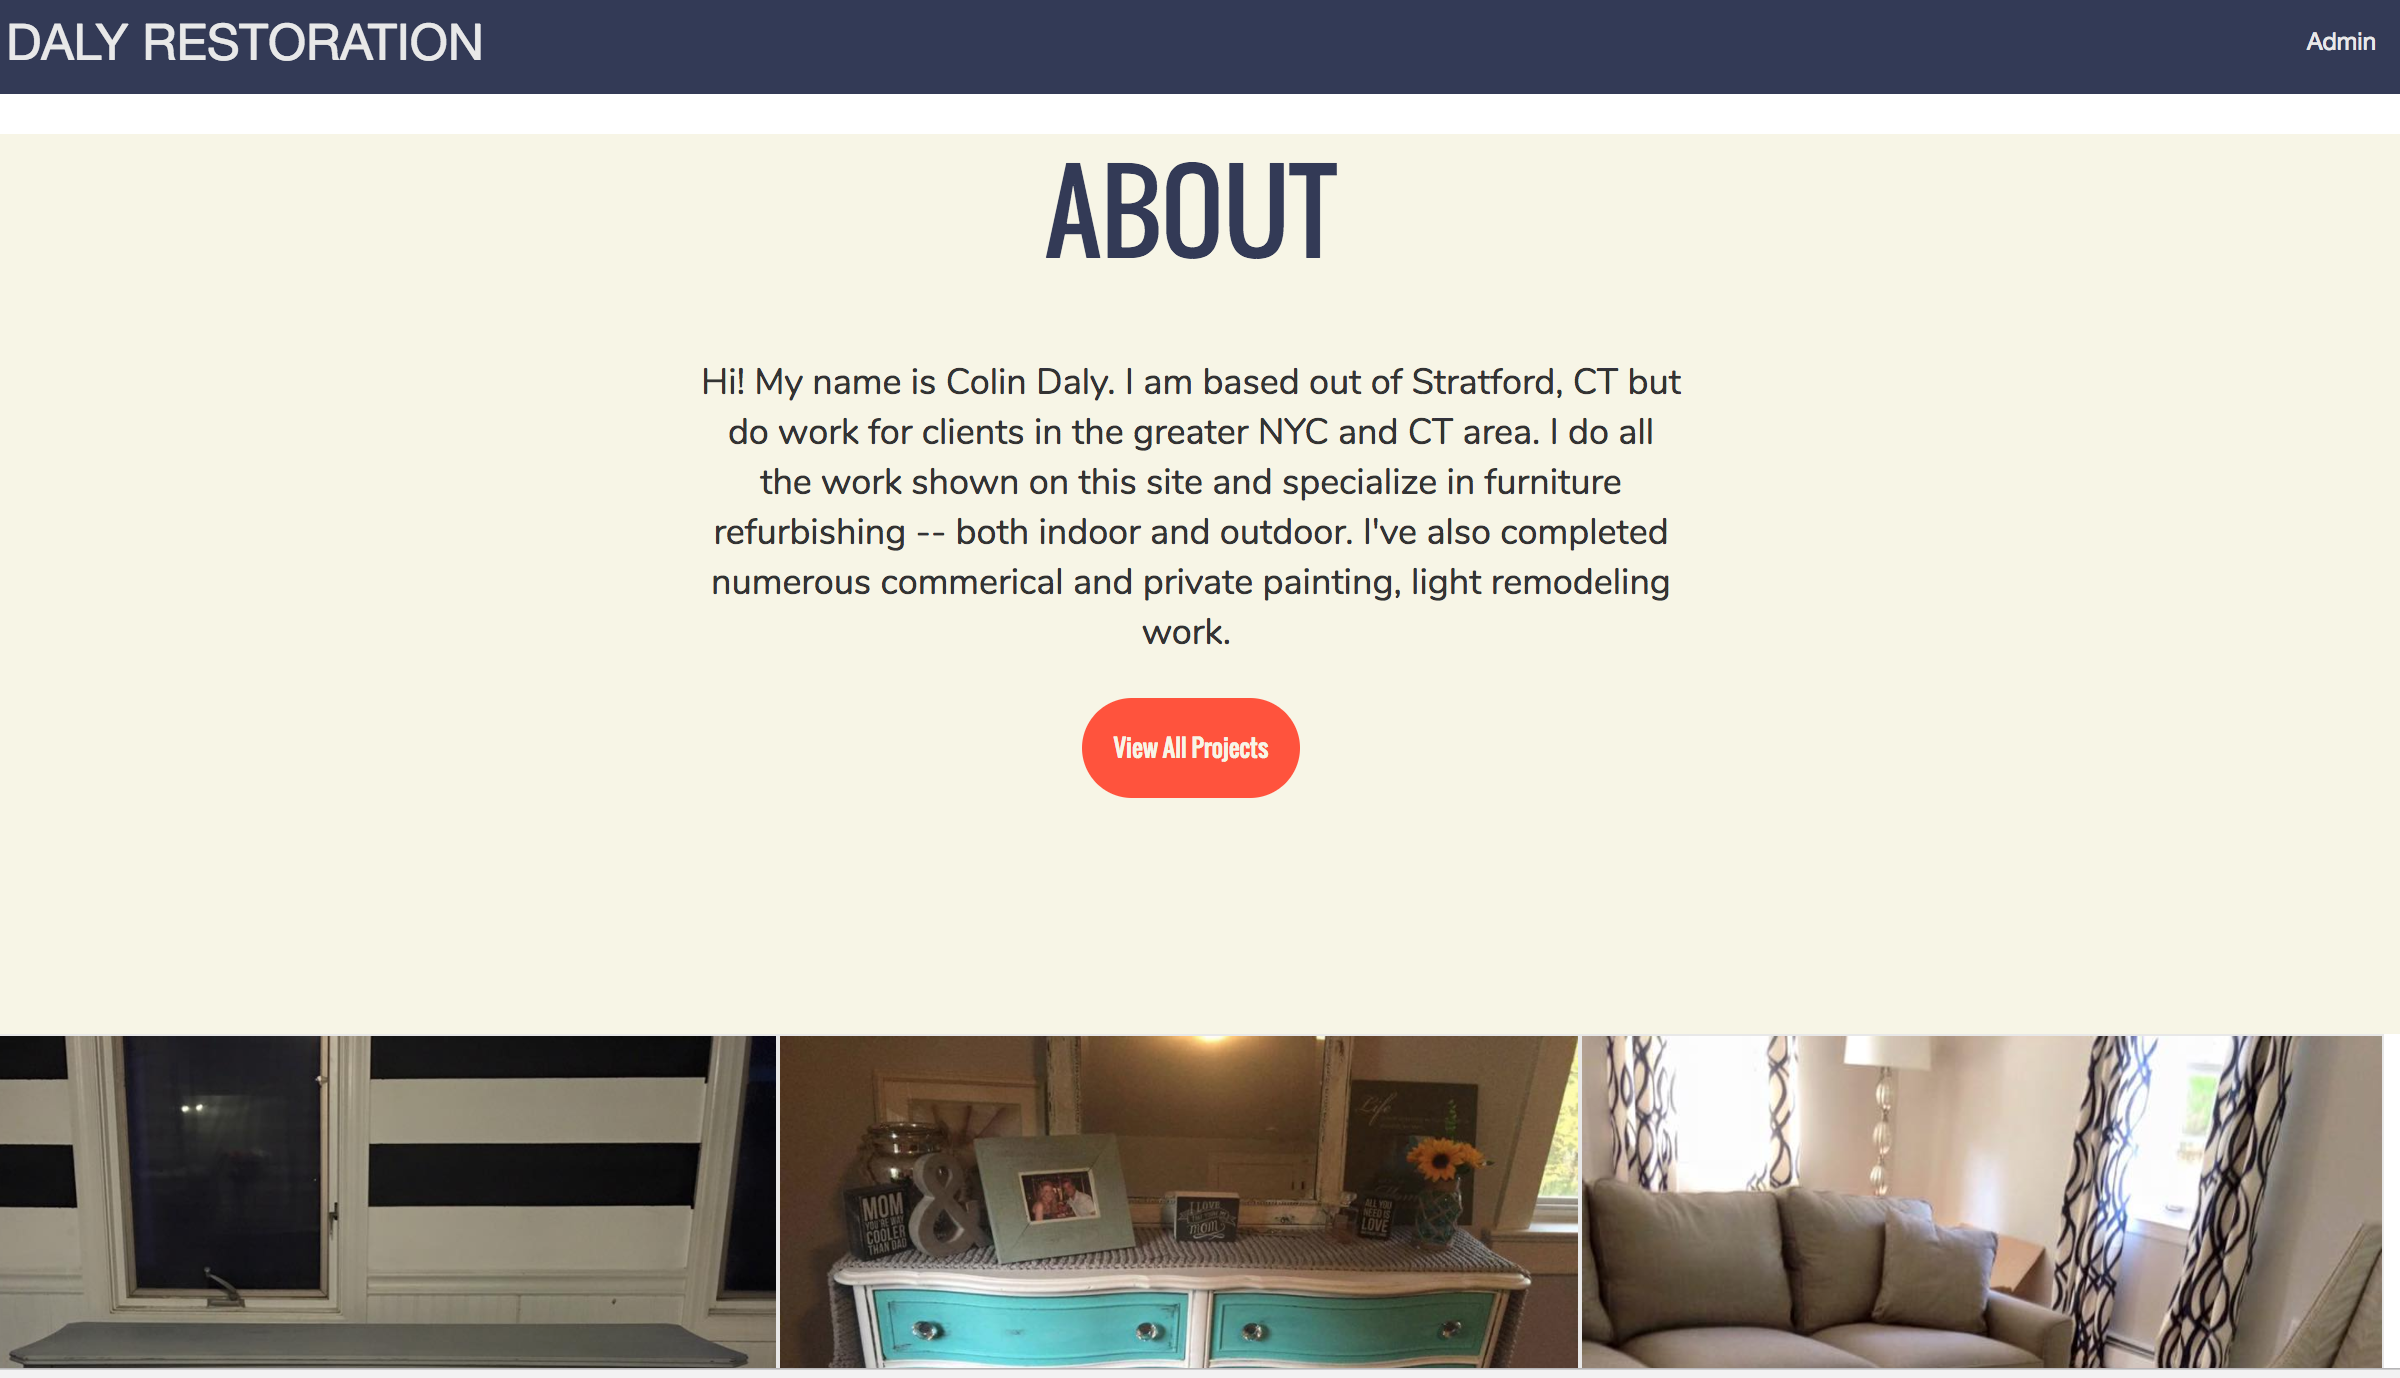 DALY RESTORATION
Admin
ABOUT
Hi! My name is Colin Daly. I am based out of Stratford, CT but
do work for clients in the greater NYC and CT area. I do all
the work shown on this site and specialize in furniture
refurbishing -- both indoor and outdoor. I've also completed
numerous commerical and private painting, light remodeling
work.
View All Projects
MOM
YOU'RE WAY
COOLER
THAN DAD
&
I LOVE
mom
Life
ALL YOU
NEED IS
LOVE